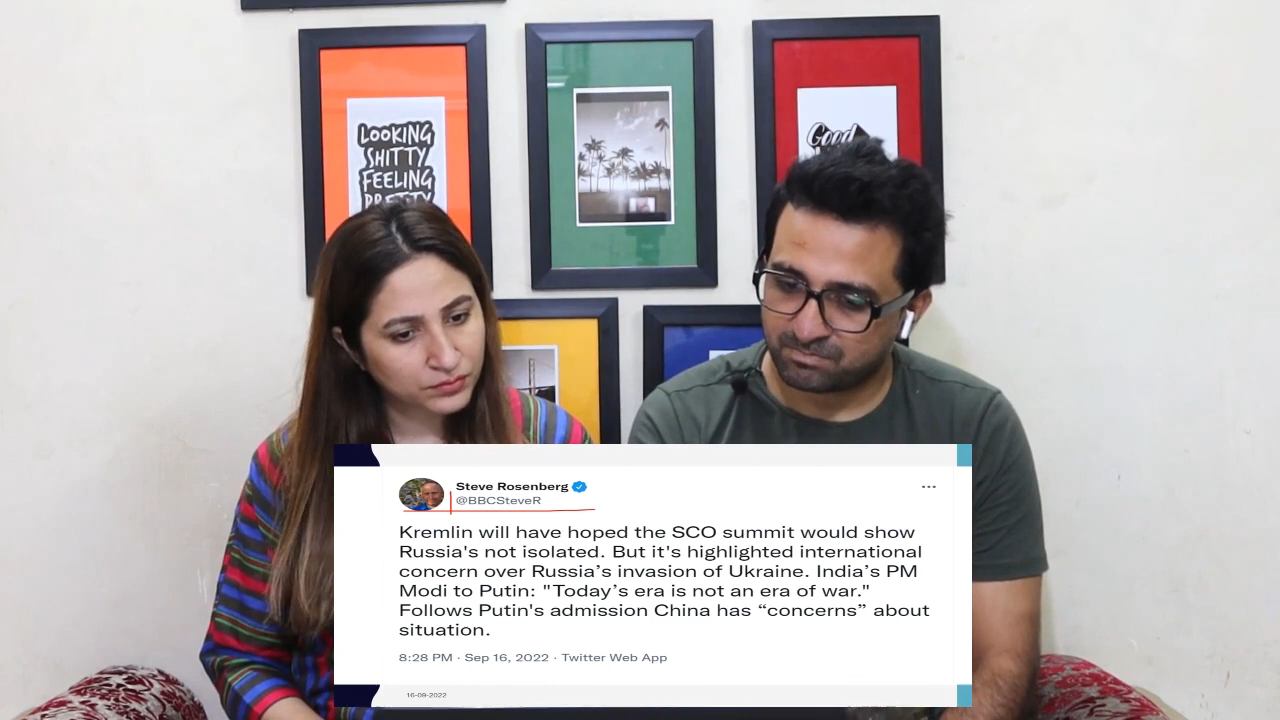 LOOKING
SHITTY
FEELING
PRETTY
Good
Steve Rosenberg
@BBCSteveR
Kremlin will have hoped the SCO summit would show
Russia's not isolated. But it's highlighted international
concern over Russia’s invasion of Ukraine. India’s PM
Modi to Putin: "Today’s era is not an era of war."
Follows Putin's admission China has “concerns” about
situation.
8:28 PM · Sep 16, 2022 · Twitter Web App
16-09-2022